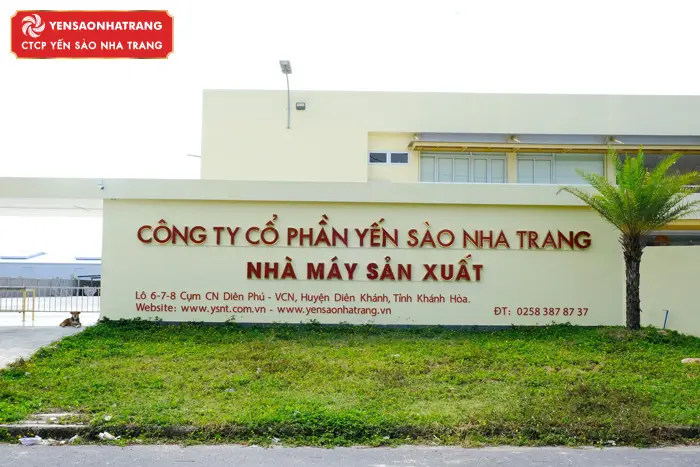 YENSAONHATRANG
CTCP YẾN SÀO NHA TRANG
CÔNG TY CỔ PHẦN YẾN SÀO NHA TRANG
NHÀ MÁY SẢN XUẤT
Lô 6-7-8 Cụm CN Diên Phú - VCN, Huyện Diên Khánh, Tỉnh Khánh Hòa.
Website: www.ysnt.com.vn - www.yensaonhatrang.vn ĐT: 0258 387 87 37